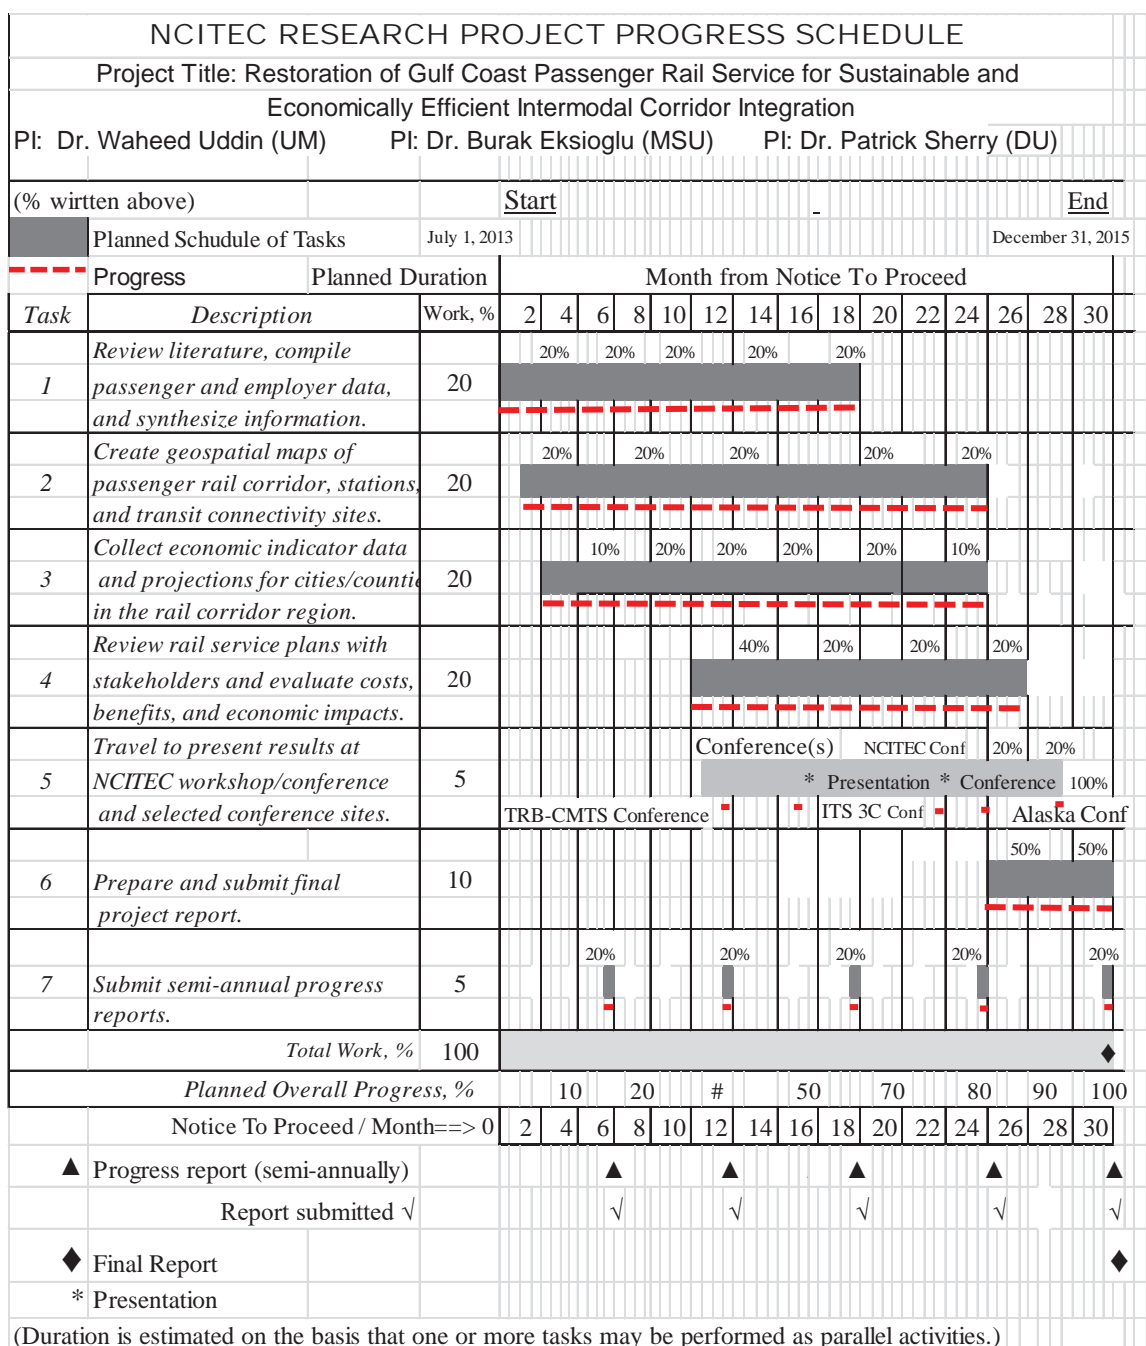 NCITEC RESEARCH PROJECT PROGRESS SCHEDULE
Project Title: Restoration of Gulf Coast Passenger Rail Service for Sustainable and
Economically Efficient Intermodal Corridor Integration
PI: Dr. Waheed Uddin (UM) PI: Dr. Burak Eksioglu (MSU) PI: Dr. Patrick Sherry (DU)
(% wirtten above) Start - End
Planned Schudule of Tasks July 1, 2013 December 31, 2015
Progress Planned Duration Month from Notice To Proceed
Task Description Work, % 2 4 6 8 10 12 14 16 18 20 22 24 26 28 30
Review literature, compile 20% 20% 20% 20% 20%
1 passenger and employer data, 20
and synthesize information.
Create geospatial maps of 20% 20% 20% 20% 20%
2 passenger rail corridor, stations, 20
and transit connectivity sites.
Collect economic indicator data 10% 20% 20% 20% 20% 10%
3 and projections for cities/countie 20
in the rail corridor region.
Review rail service plans with 40% 20% 20% 20%
4 stakeholders and evaluate costs, 20
benefits, and economic impacts.
Travel to present results at Conference(s) NCITEC Conf 20% 20%
5 NCITEC workshop/conference 5 * Presentation * Conference 100%
and selected conference sites. TRB-CMTS Conference ITS 3C Conf Alaska Conf
50% 50%
6 Prepare and submit final 10
project report.
20% 20% 20% 20% 20%
7 Submit semi-annual progress 5
reports.
Total Work, % 100 ♦
Planned Overall Progress, % 10 20 # 50 70 80 90 100
Notice To Proceed / Month==> 0 2 4 6 8 10 12 14 16 18 20 22 24 26 28 30
▲ Progress report (semi-annually) ▲ ▲ ▲ ▲ ▲
Report submitted √ √ √ √ √ √
♦ Final Report ♦
* Presentation
(Duration is estimated on the basis that one or more tasks may be performed as parallel activities.)